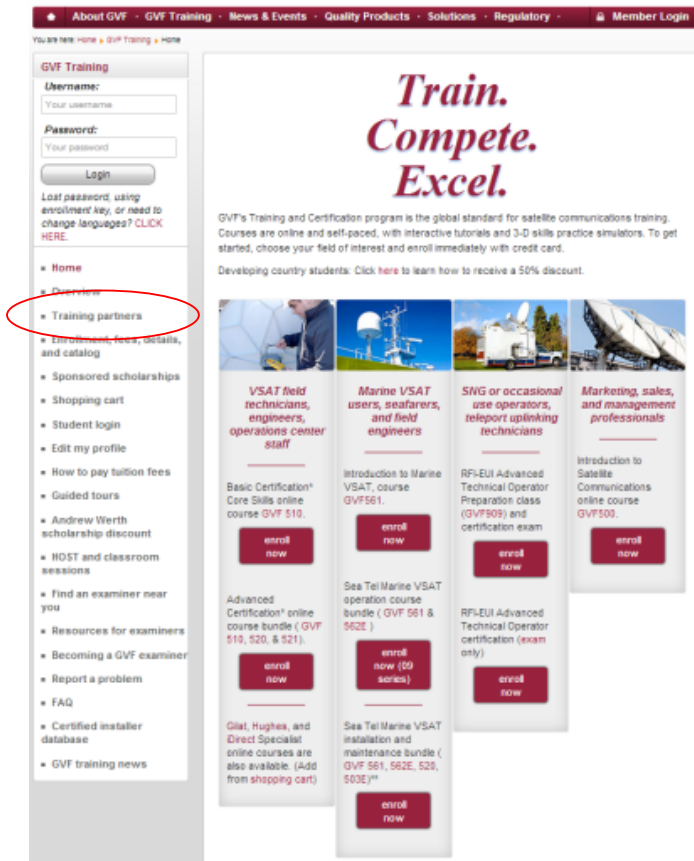 About GVF - GVF Training - News & Events - Quality Products - Solutions - Regulatory - Member Login
You are here: Home GVF Training Home
GVF Training
Username:
Your username
Password:
Your password
Login
Lost password, using
enrollment key, or need to
change languages? CLICK
HERE.
Home
Overview
Training partners
Enrollment, fees, details,
and catalog
Sponsored scholarships
Shopping cart
Student login
Edit my profile
How to pay tuition fees
Guided tours
Andrew Werth
scholarship discount
HOST and classroom
sessions
Find an examiner near
you
Resources for examiners
Becoming a GVF examiner
Report a problem
FAQ
Certified installer
database
GVF training news
Train.
Compete.
Excel.
GVF's Training and Certification program is the global standard for satellite communications training.
Courses are online and self-paced, with interactive tutorials and 3-D skills practice simulators. To get
started, choose your field of interest and enroll immediately with credit card.
Developing country students: Click here to learn how to receive a 50% discount.
VSAT field
technicians,
engineers,
operations center
staff
Basic Certification*
Core Skills online
course GVF 510.
enroll
now
Advanced
Certification* online
course bundle ( GVF
510, 520, & 521).
enroll
now
Gilat, Hughes, and
iDirect Specialist
online courses are
also available. (Add
from shopping cart)
Marine VSAT
users, seafarers,
and field
engineers
Introduction to Marine
VSAT, course
GVF561.
enroll
now
Sea Tel Marine VSAT
operation course
bundle ( GVF 561 &
562E )
enroll
now (09
series)
Sea Tel Marine VSAT
installation and
maintenance bundle (
GVF 561, 562E, 520,
503E)**
enroll
now
SNG or occasional
use operators,
teleport uplinking
technicians
RFI-EUI Advanced
Technical Operator
Preparation class
(GVF909) and
certification exam
enroll
now
RFI-EUI Advanced
Technical Operator
certification (exam
only)
enroll
now
Marketing, sales,
and management
professionals
Introduction to
Satellite
Communications
online course
GVF500.
enroll
now